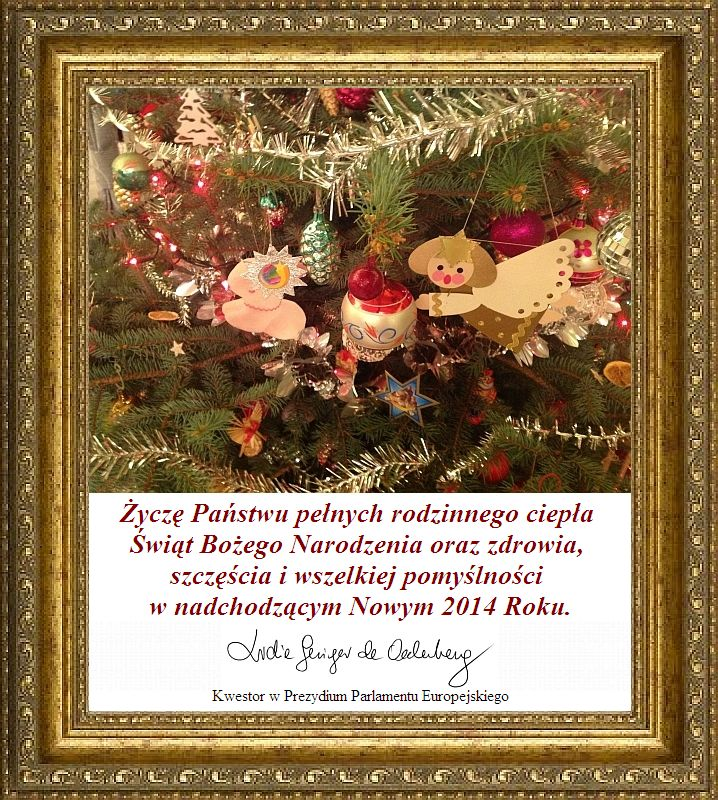 Życzę Państwu pełnych rodzinnego ciepła
Świąt Bożego Narodzenia oraz zdrowia,
szczęścia i wszelkiej pomyślności
w nadchodzącym Nowym 2014 Roku.
Lidia Geringer de Oedenberg
Kwestor w Prezydium Parlamentu Europejskiego